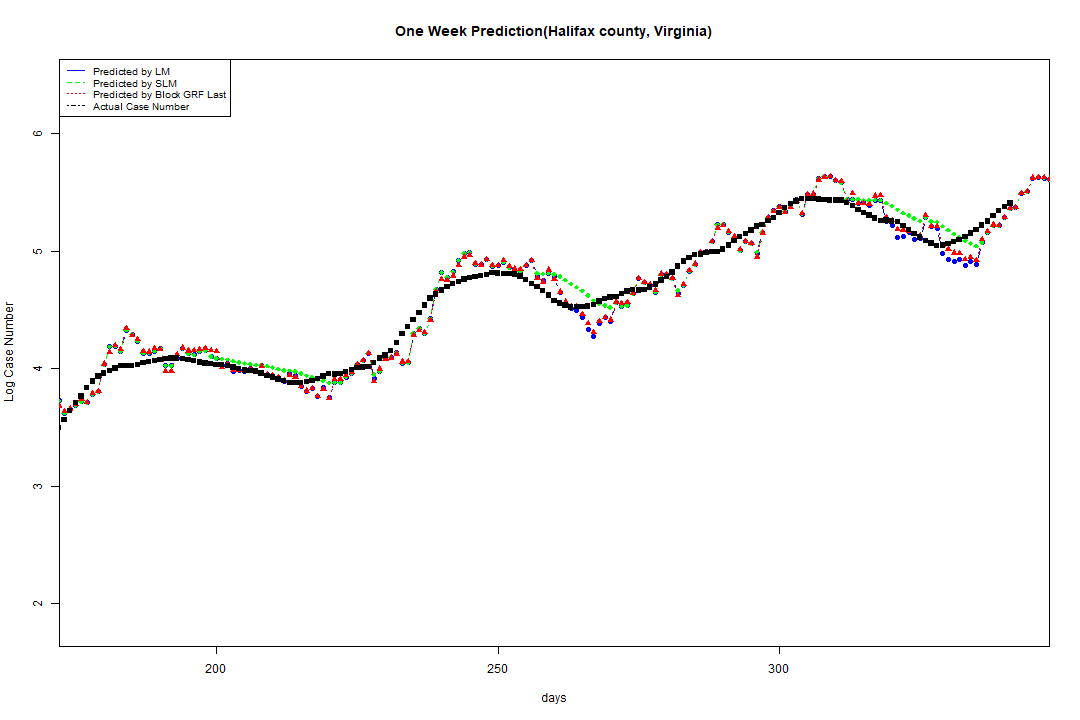 One Week Prediction(Halifax county, Virginia)
Predicted by LM
Predicted by SLM
Predicted by Block GRF Last
Actual Case Number
6
5
4
3
2
Log Case Number
200
250
300
days